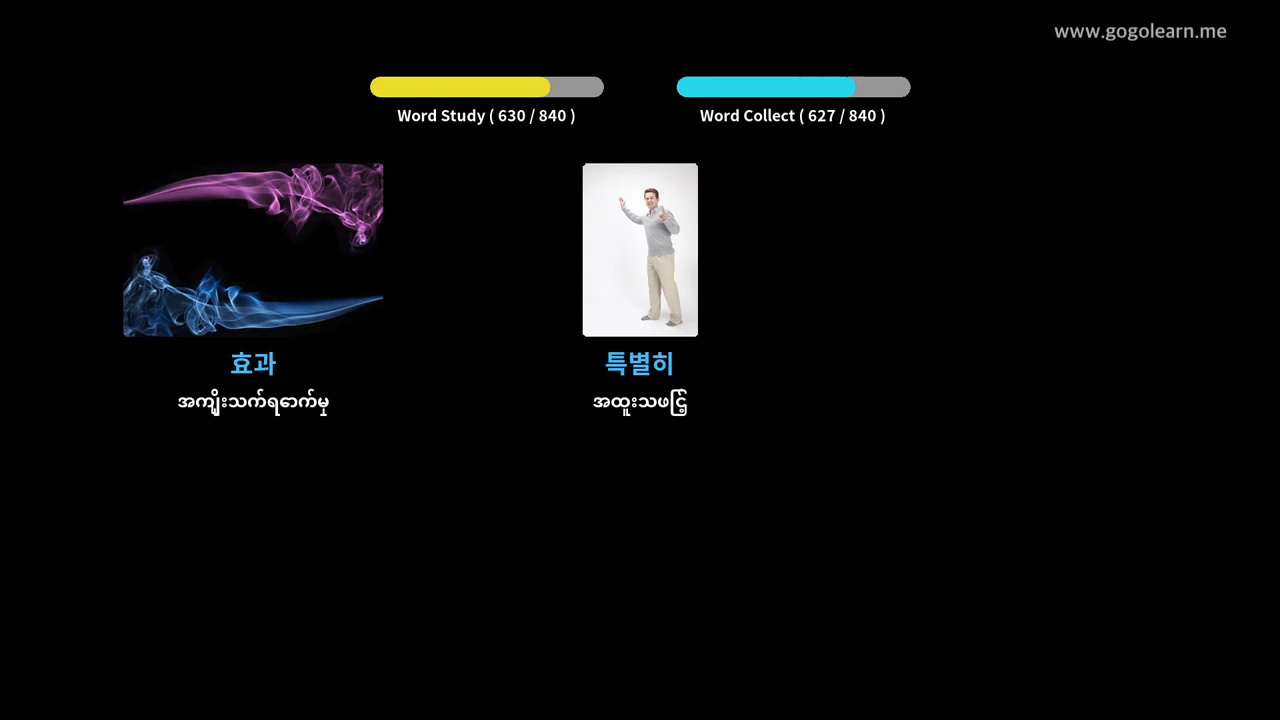 www.gogolearn.me
Word Study ( 630 / 840 )
Word Collect ( 627 / 840 )
효과
အကျိုးသက်ရောက်မှု
특별히
အထူးသဖြင့်